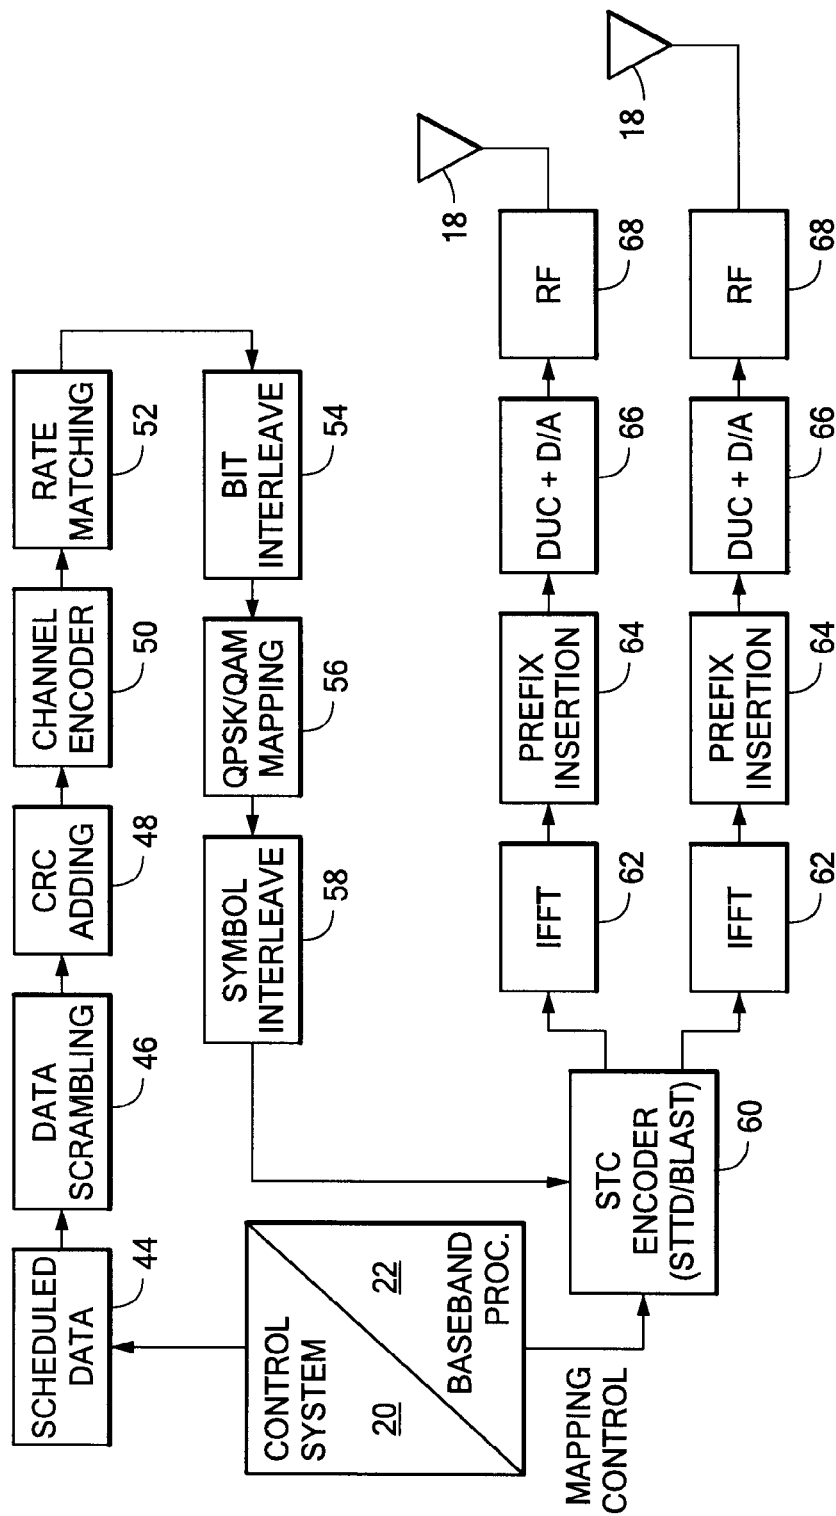 SCHEDULED
DATA
44
DATA
SCRAMBLING
46
CRC
ADDING
48
CHANNEL
ENCODER
50
RATE
MATCHING
52
BIT
INTERLEAVE
54
QPSK/QAM
MAPPING
56
SYMBOL
INTERLEAVE
58
CONTROL
SYSTEM
20
22
BASEBAND
PROC.
MAPPING
CONTROL
STC
ENCODER
(STTD/BLAST)
60
IFFT
62
PREFIX
INSERTION
64
DUC + D/A
66
RF
68
18
IFFT
62
PREFIX
INSERTION
64
DUC + D/A
66
RF
68
18